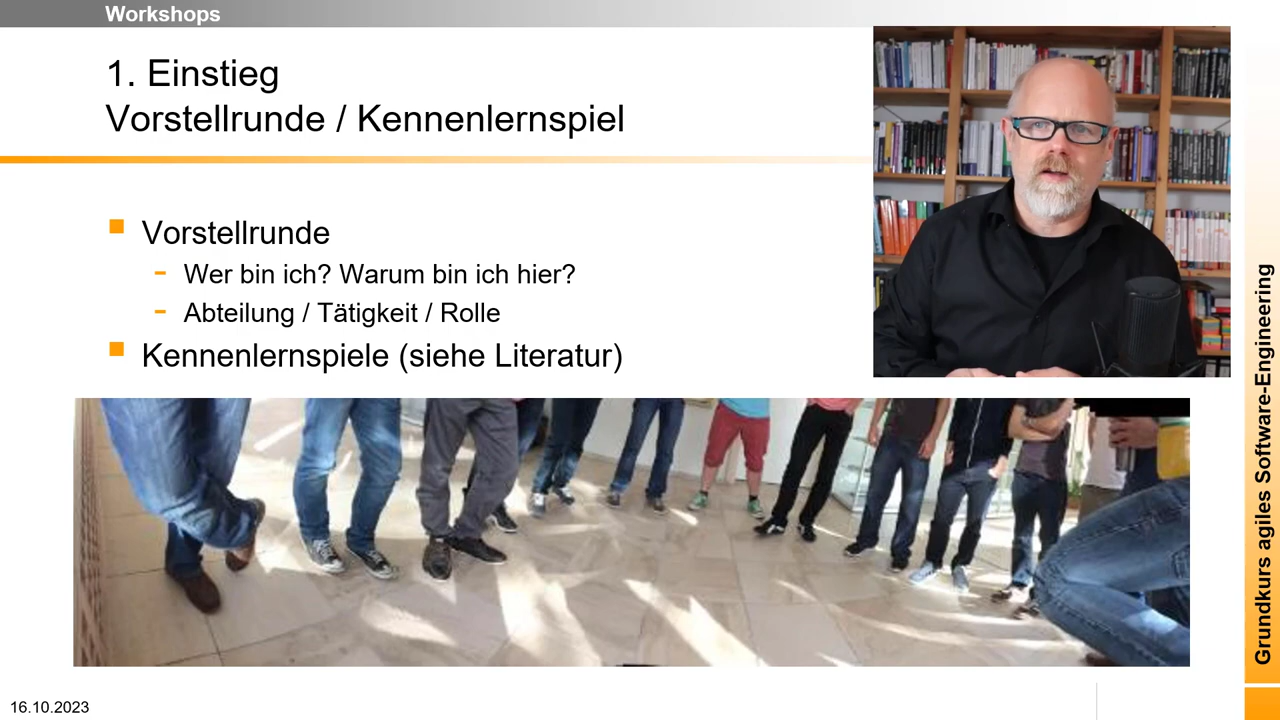 Workshops
1. Einstieg
Vorstellrunde / Kennenlernspiel
Vorstellrunde
- Wer bin ich? Warum bin ich hier?
- Abteilung / Tätigkeit / Rolle
Kennenlernspiele (siehe Literatur)
Grundkurs agiles Software-Engineering
16.10.2023